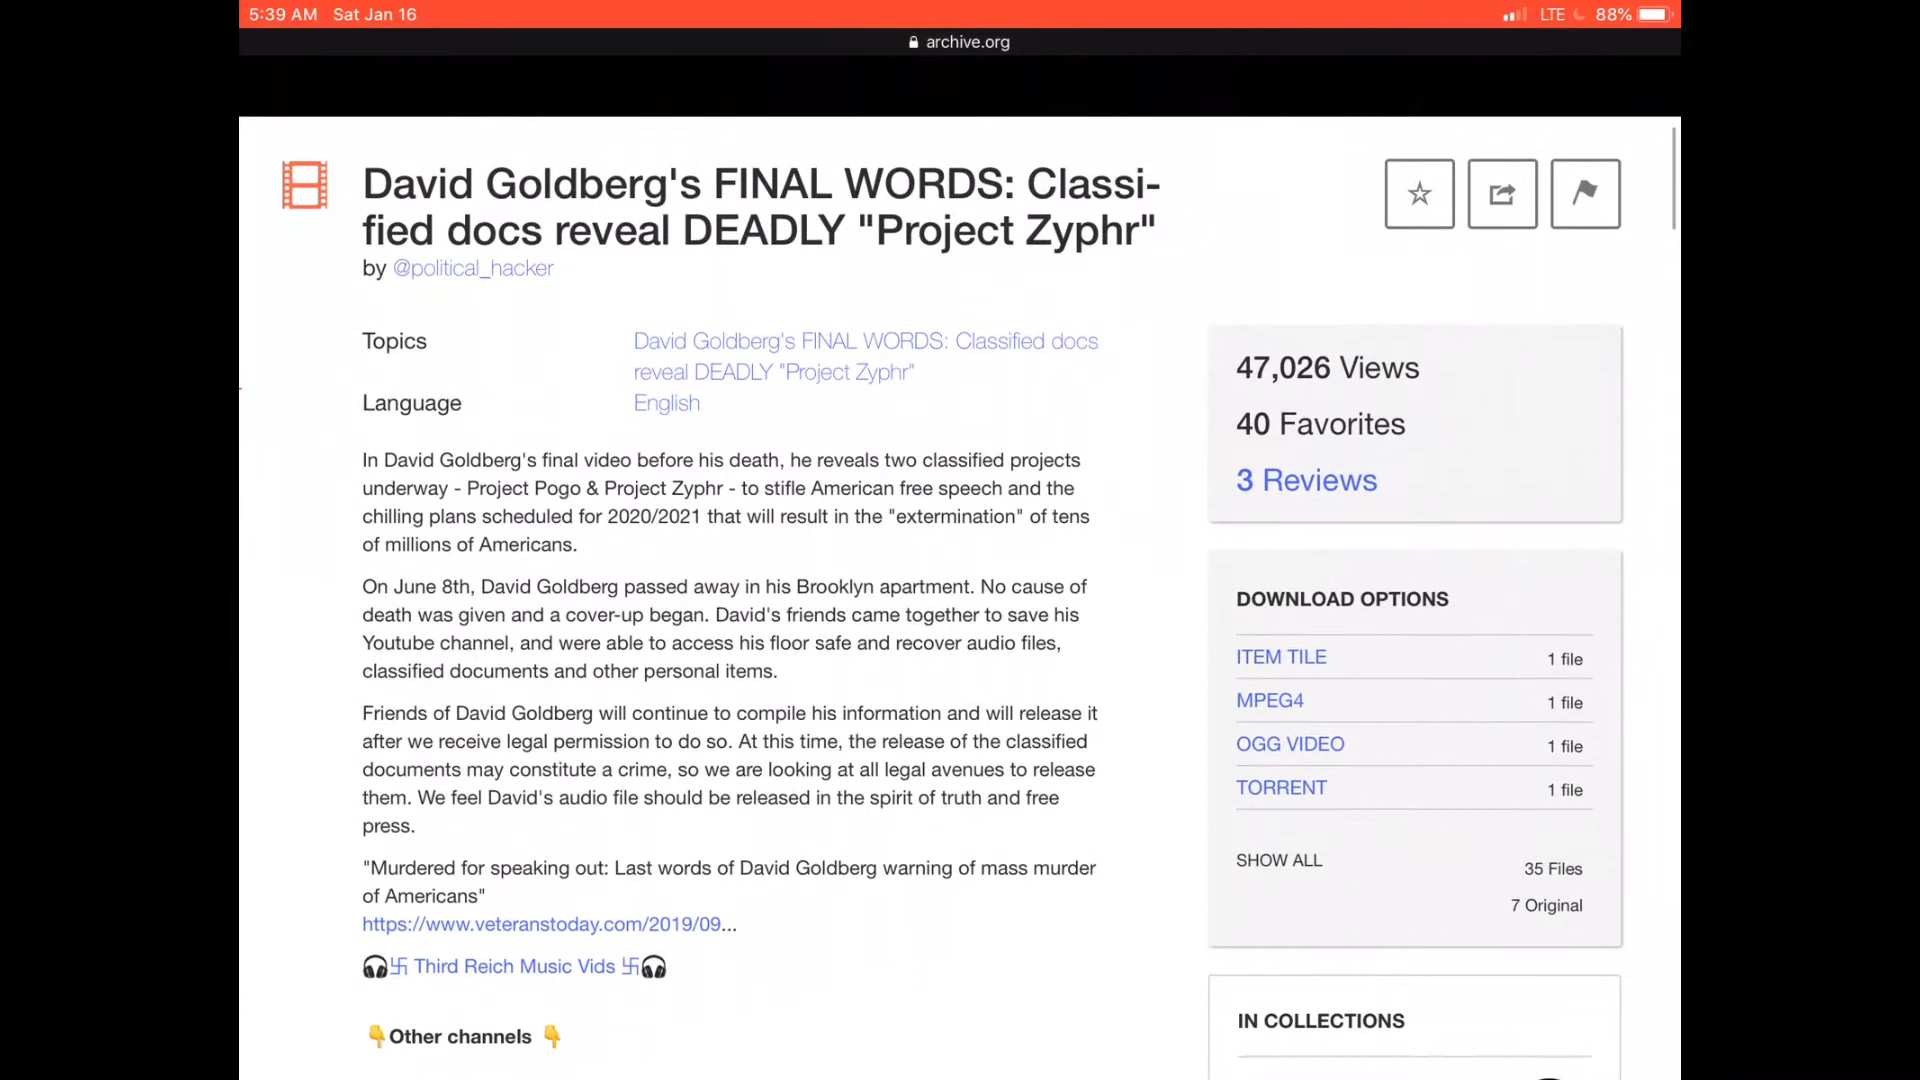 5:39 AM Sat Jan 16
LTE 88%
archive.org
David Goldberg's FINAL WORDS: Classi-
fied docs reveal DEADLY "Project Zyphr"
by @political_hacker
Topics
David Goldberg's FINAL WORDS: Classified docs
reveal DEADLY "Project Zyphr"
Language
English
In David Goldberg's final video before his death, he reveals two classified projects
underway - Project Pogo & Project Zyphr - to stifle American free speech and the
chilling plans scheduled for 2020/2021 that will result in the "extermination" of tens
of millions of Americans.
On June 8th, David Goldberg passed away in his Brooklyn apartment. No cause of
death was given and a cover-up began. David's friends came together to save his
Youtube channel, and were able to access his floor safe and recover audio files,
classified documents and other personal items.
Friends of David Goldberg will continue to compile his information and will release it
after we receive legal permission to do so. At this time, the release of the classified
documents may constitute a crime, so we are looking at all legal avenues to release
them. We feel David's audio file should be released in the spirit of truth and free
press.
"Murdered for speaking out: Last words of David Goldberg warning of mass murder
of Americans"
https://www.veteranstoday.com/2019/09...
🎧卐 Third Reich Music Vids 卐🎧
👇Other channels 👇
47,026 Views
40 Favorites
3 Reviews
DOWNLOAD OPTIONS
ITEM TILE 1 file
MPEG4 1 file
OGG VIDEO 1 file
TORRENT 1 file
SHOW ALL 35 Files
7 Original
IN COLLECTIONS